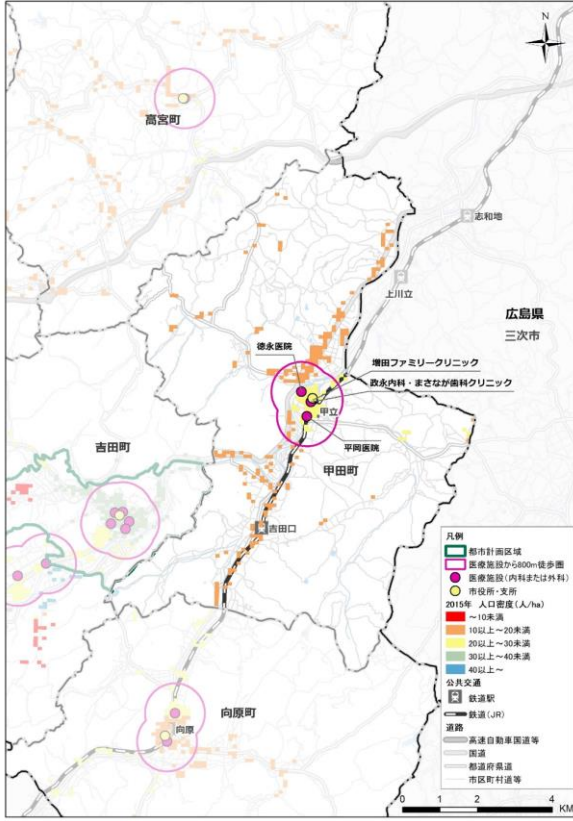 N
高宮町
志和地
上川立
広島県
三次市
徳永医院
増田ファミリークリニック
政永内科・まさなが歯科クリニック
甲立
平岡医院
吉田町
甲田町
吉田口
向原町
向原
凡例
都市計画区域
医療施設から800m徒歩圏
医療施設(内科または外科)
市役所・支所
2015年 人口密度(人/ha)
～10未満
10以上～20未満
20以上～30未満
30以上～40未満
40以上～
公共交通
鉄道駅
鉄道(JR)
道路
高速自動車国道等
国道
都道府県道
市区町村道等
0 1 2 4
KM